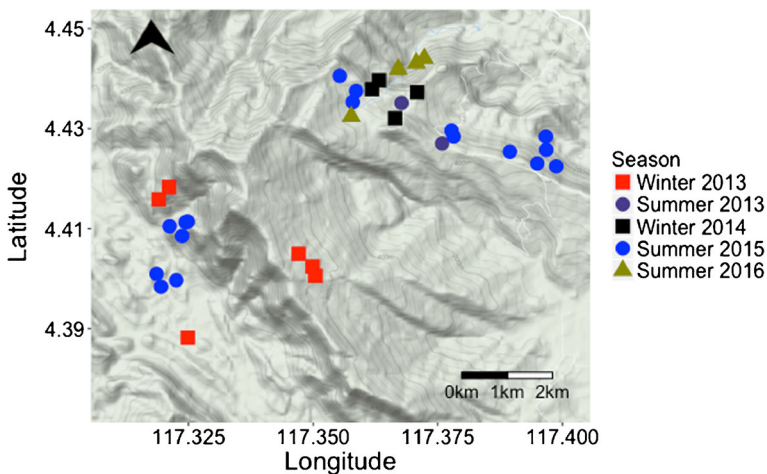 4.45
4.43
4.41
4.39
Latitude
117.325 117.350 117.375 117.400
Longitude
0km 1km 2km
Season
Winter 2013
Summer 2013
Winter 2014
Summer 2015
Summer 2016